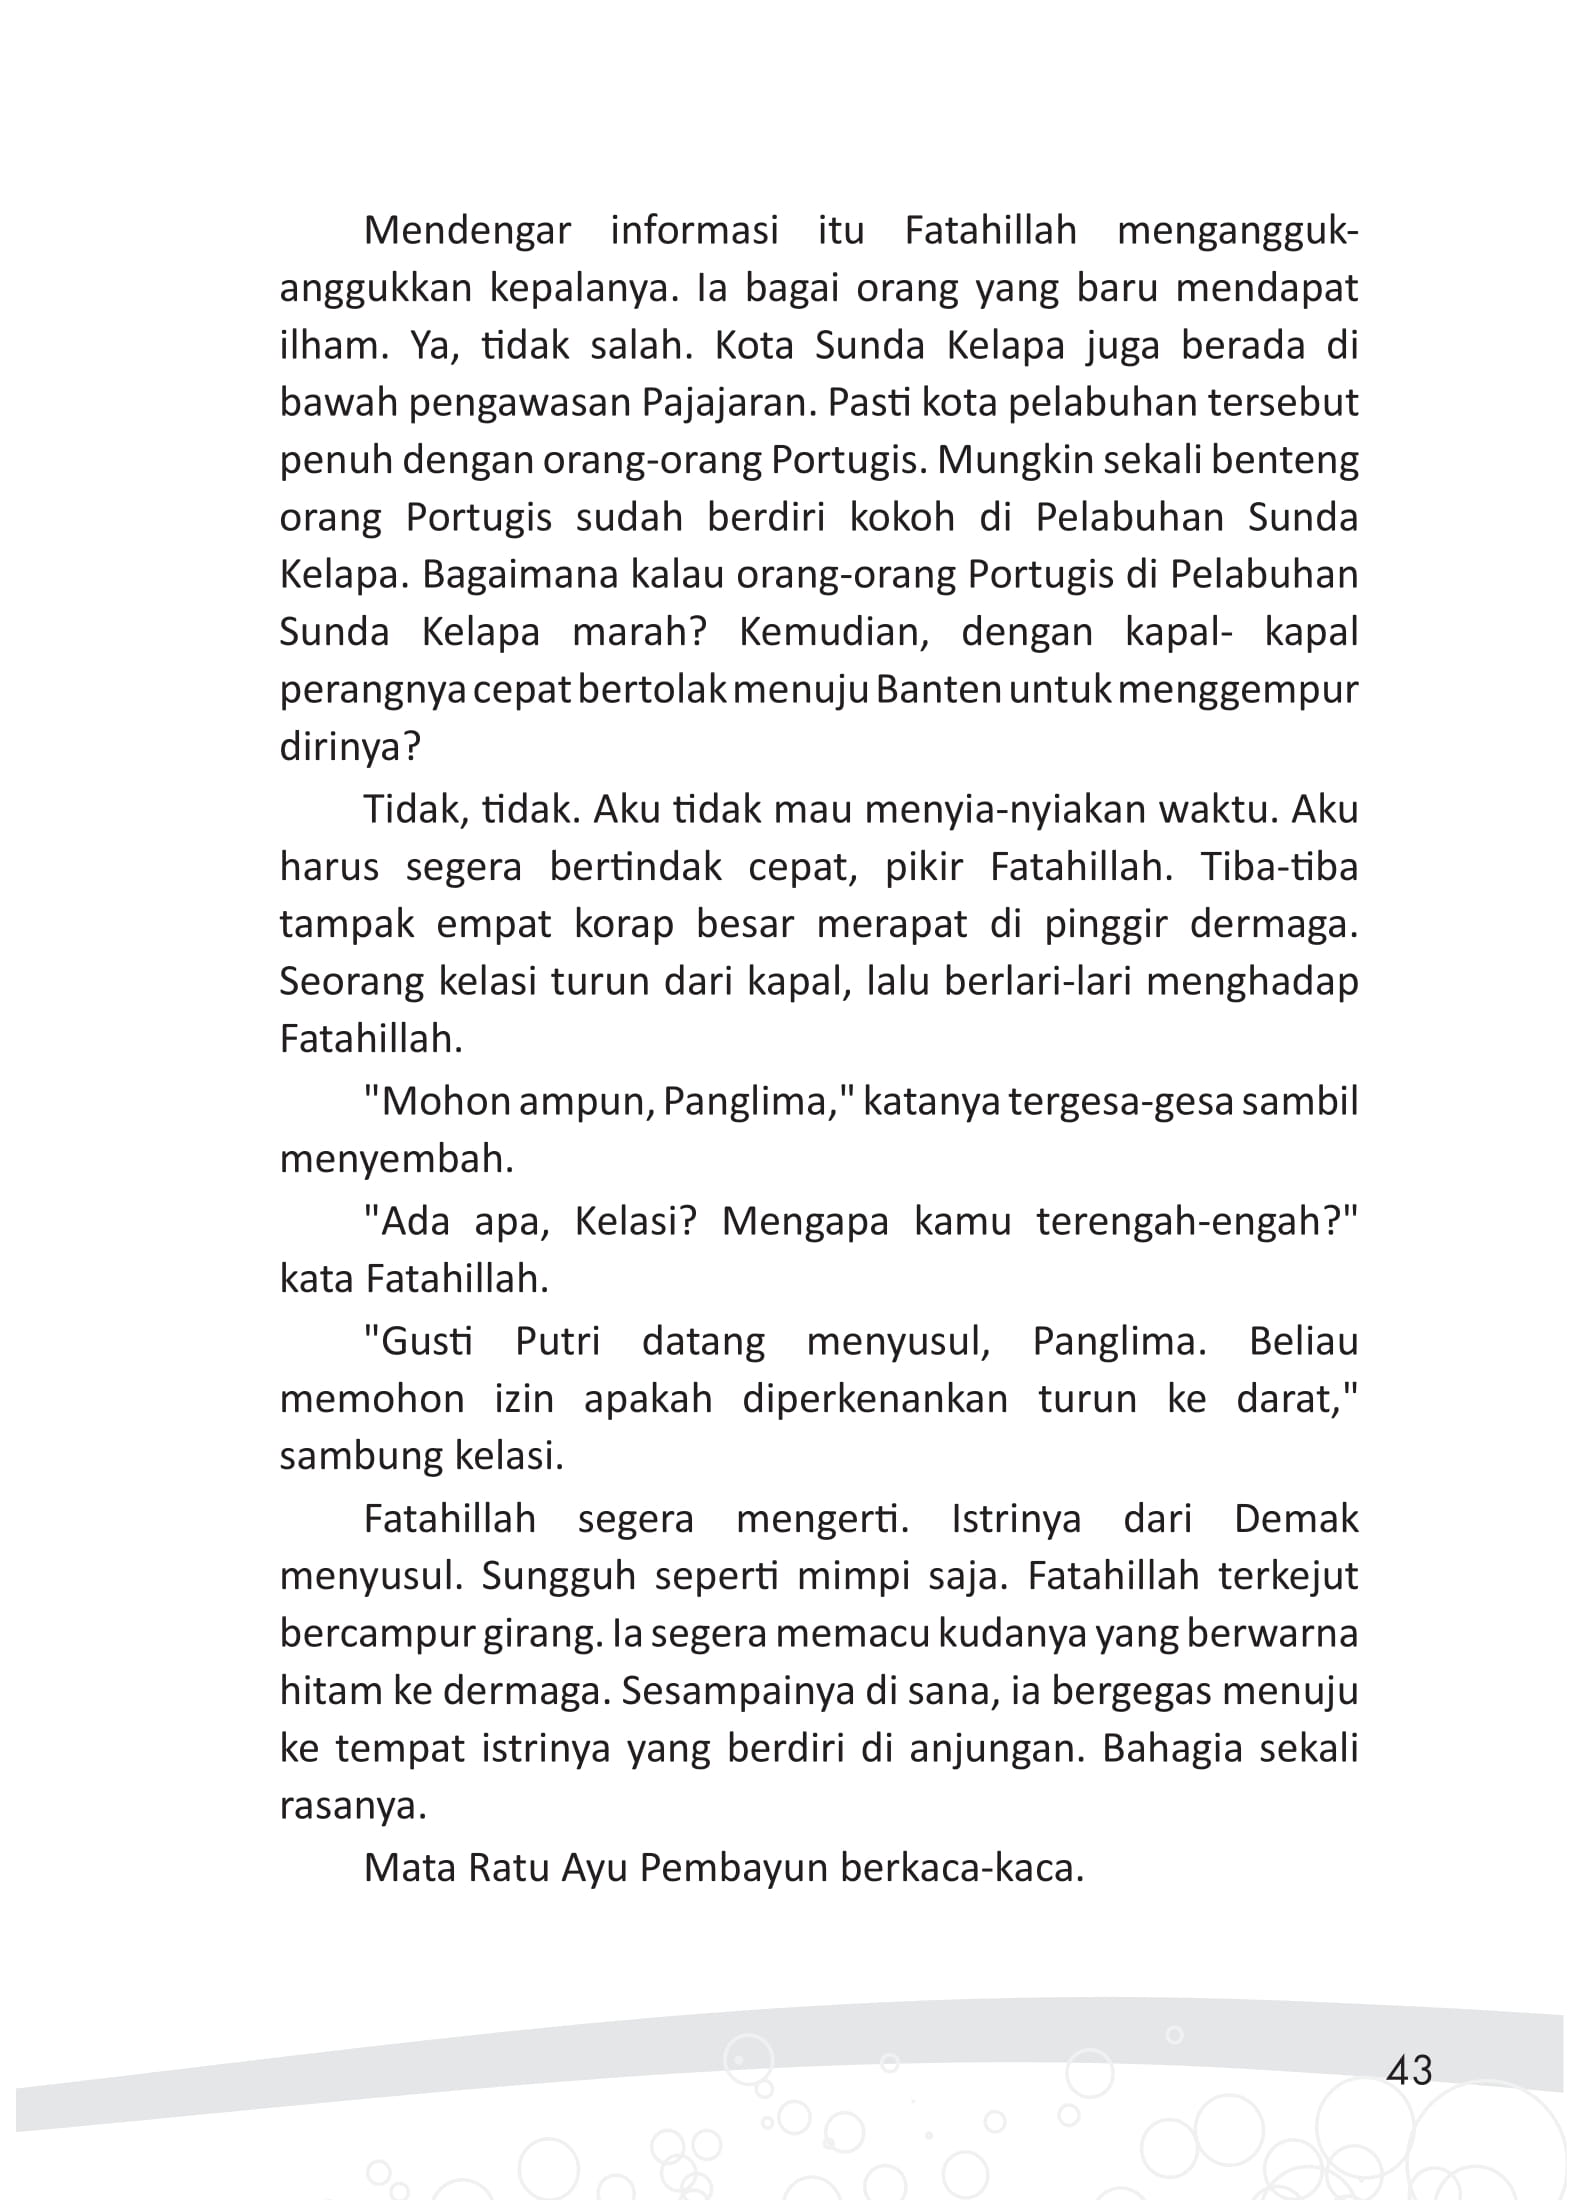 Mendengar informasi itu Fatahillah mengangguk-
anggukkan kepalanya. Ia bagai orang yang baru mendapat
ilham. Ya, tidak salah. Kota Sunda Kelapa juga berada di
bawah pengawasan Pajajaran. Pasti kota pelabuhan tersebut
penuh dengan orang-orang Portugis. Mungkin sekali benteng
orang Portugis sudah berdiri kokoh di Pelabuhan Sunda
Kelapa. Bagaimana kalau orang-orang Portugis di Pelabuhan
Sunda Kelapa marah? Kemudian, dengan kapal- kapal
perangnya cepat bertolak menuju Banten untuk menggempur
dirinya?
Tidak, tidak. Aku tidak mau menyia-nyiakan waktu. Aku
harus segera bertindak cepat, pikir Fatahillah. Tiba-tiba
tampak empat korap besar merapat di pinggir dermaga.
Seorang kelasi turun dari kapal, lalu berlari-lari menghadap
Fatahillah.
"Mohon ampun, Panglima," katanya tergesa-gesa sambil
menyembah.
"Ada apa, Kelasi? Mengapa kamu terengah-engah?"
kata Fatahillah.
"Gusti Putri datang menyusul, Panglima. Beliau
memohon izin apakah diperkenankan turun ke darat,"
sambung kelasi.
Fatahillah segera mengerti. Istrinya dari Demak
menyusul. Sungguh seperti mimpi saja. Fatahillah terkejut
bercampur girang. Ia segera memacu kudanya yang berwarna
hitam ke dermaga. Sesampainya di sana, ia bergegas menuju
ke tempat istrinya yang berdiri di anjungan. Bahagia sekali
rasanya.
Mata Ratu Ayu Pembayun berkaca-kaca.
43